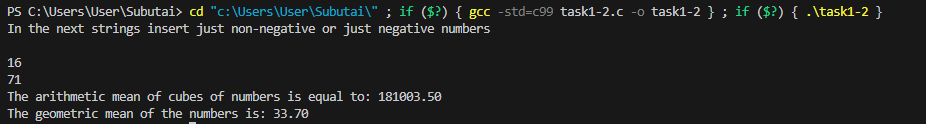 PS C:\Users\User\Subutai> cd "c:\Users\User\Subutai\" ; if ($?) { gcc -std=c99 task1-2.c -o task1-2 } ; if ($?) { .\task1-2 }
In the next strings insert just non-negative or just negative numbers
16
71
The arithmetic mean of cubes of numbers is equal to: 181003.50
The geometric mean of the numbers is: 33.70